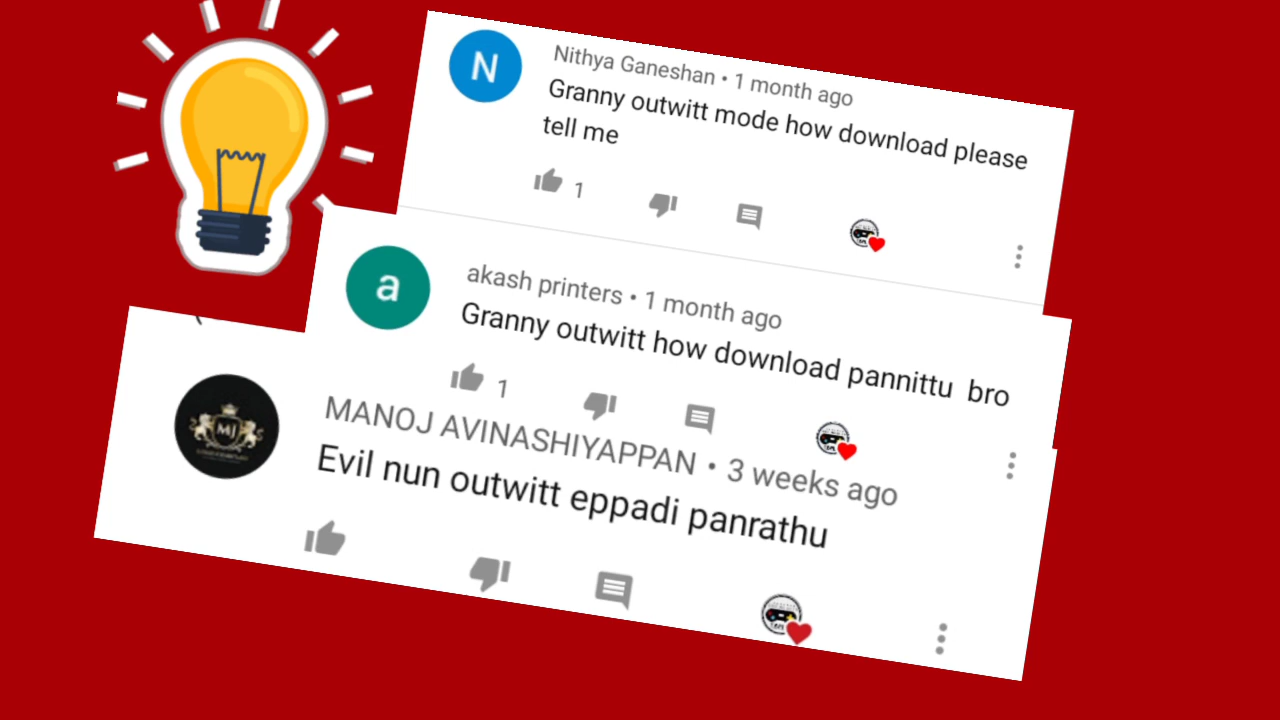 N
Nithya Ganeshan • 1 month ago
Granny outwitt mode how download please
tell me
1
a
akash printers • 1 month ago
Granny outwitt how download pannittu bro
1
MJ
MANOJ AVINASHIYAPPAN • 3 weeks ago
Evil nun outwitt eppadi panrathu